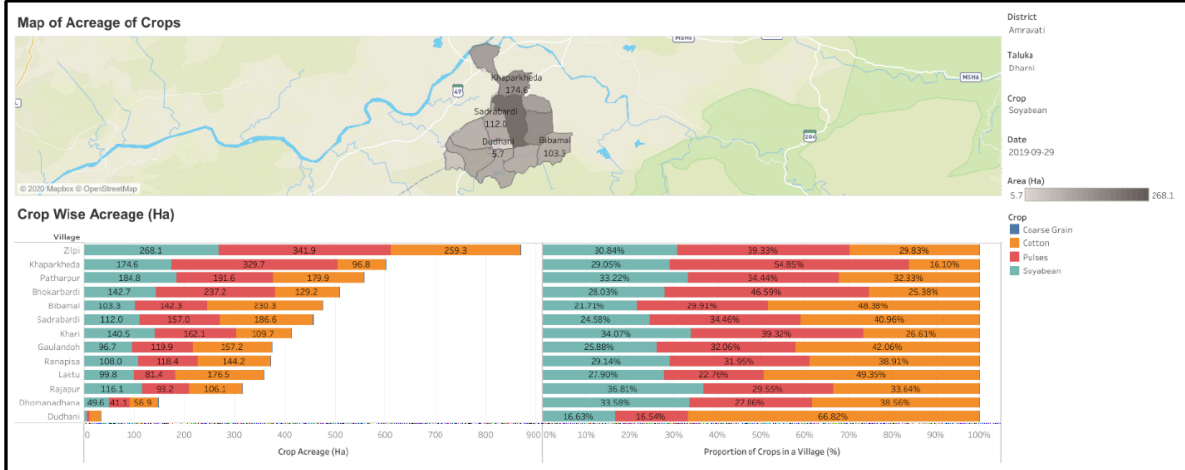 Map of Acreage of Crops
MSH6
49
Khaparkheda
174.6
MSH6
Sadrabardi
112.0
Dudhani
5.7
Bibamal
103.3
204
© 2020 Mapbox © OpenStreetMap
District
Amravati
Taluka
Dharni
Crop
Soyabean
Date
2019-09-29
Area (Ha)
5.7 268.1
Crop
Coarse Grain
Cotton
Pulses
Soyabean
Crop Wise Acreage (Ha)
Village
Zilpi 268.1 341.9 259.3 30.84% 39.33% 29.83%
Khaparkheda 174.6 329.7 96.8 29.05% 54.85% 16.10%
Patharpur 184.8 191.6 179.9 33.22% 34.44% 32.33%
Bhokarbardi 142.7 237.2 129.2 28.03% 46.59% 25.38%
Bibamal 103.3 142.3 230.3 21.71% 29.91% 48.38%
Sadrabardi 112.0 157.0 186.6 24.58% 34.46% 40.96%
Khari 140.5 162.1 109.7 34.07% 39.32% 26.61%
Gaulandoh 96.7 119.9 157.2 25.88% 32.06% 42.06%
Ranapisa 108.0 118.4 144.2 29.14% 31.95% 38.91%
Laktu 99.8 81.4 176.5 27.90% 22.76% 49.35%
Rajapur 116.1 93.2 106.1 36.81% 29.55% 33.64%
Dhomanadhana 49.6 41.1 56.9 33.58% 27.86% 38.56%
Dudhani 16.63% 16.54% 66.82%
0 100 200 300 400 500 600 700 800 900 0% 10% 20% 30% 40% 50% 60% 70% 80% 90% 100%
Crop Acreage (Ha) Proportion of Crops in a Village (%)